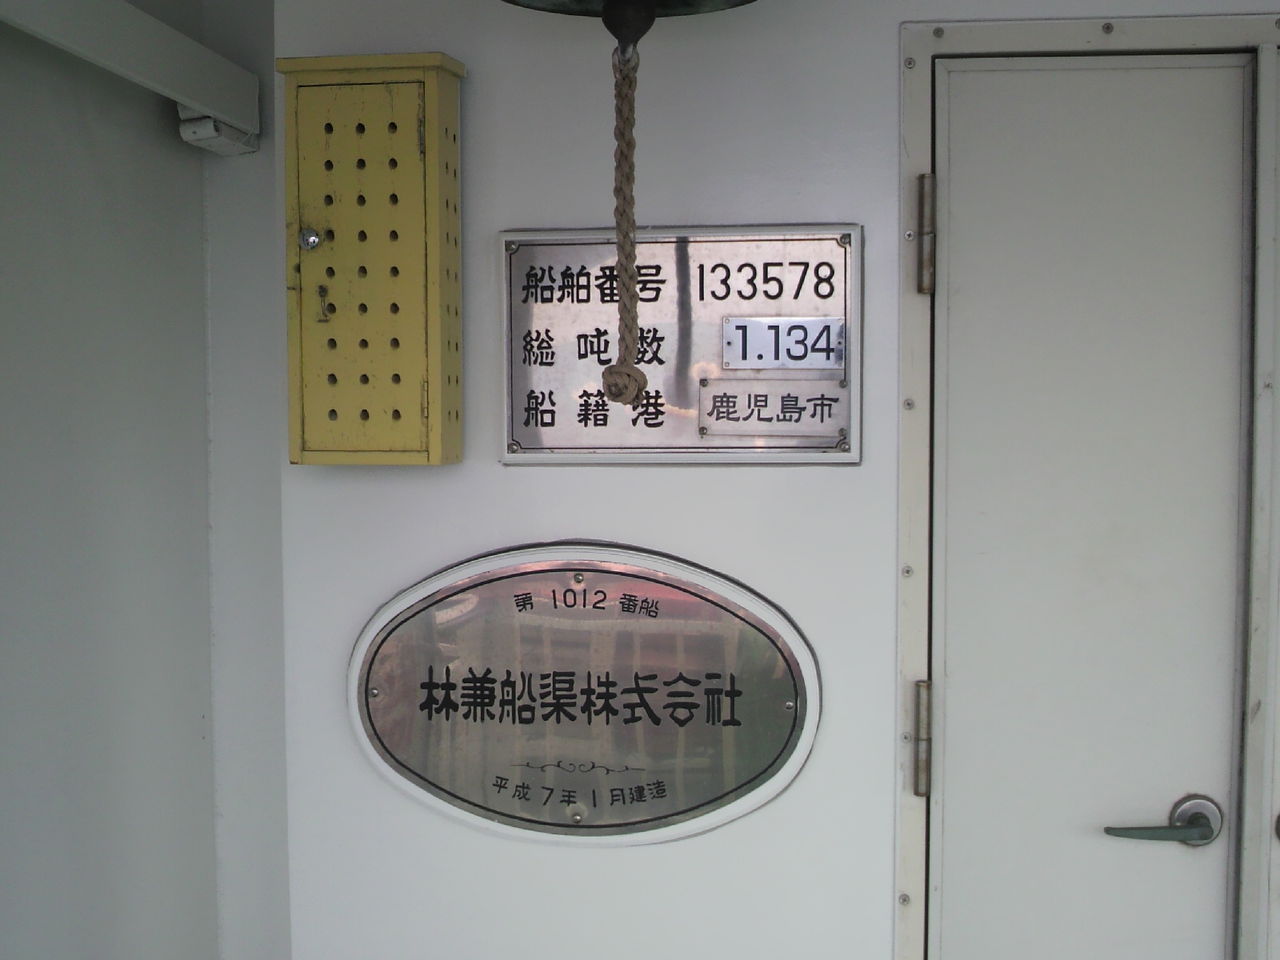 船舶番号 133578
総吨数 1.134
船籍港 鹿児島市
第 1012 番船
林兼船渠株式会社
平成7年1月建造